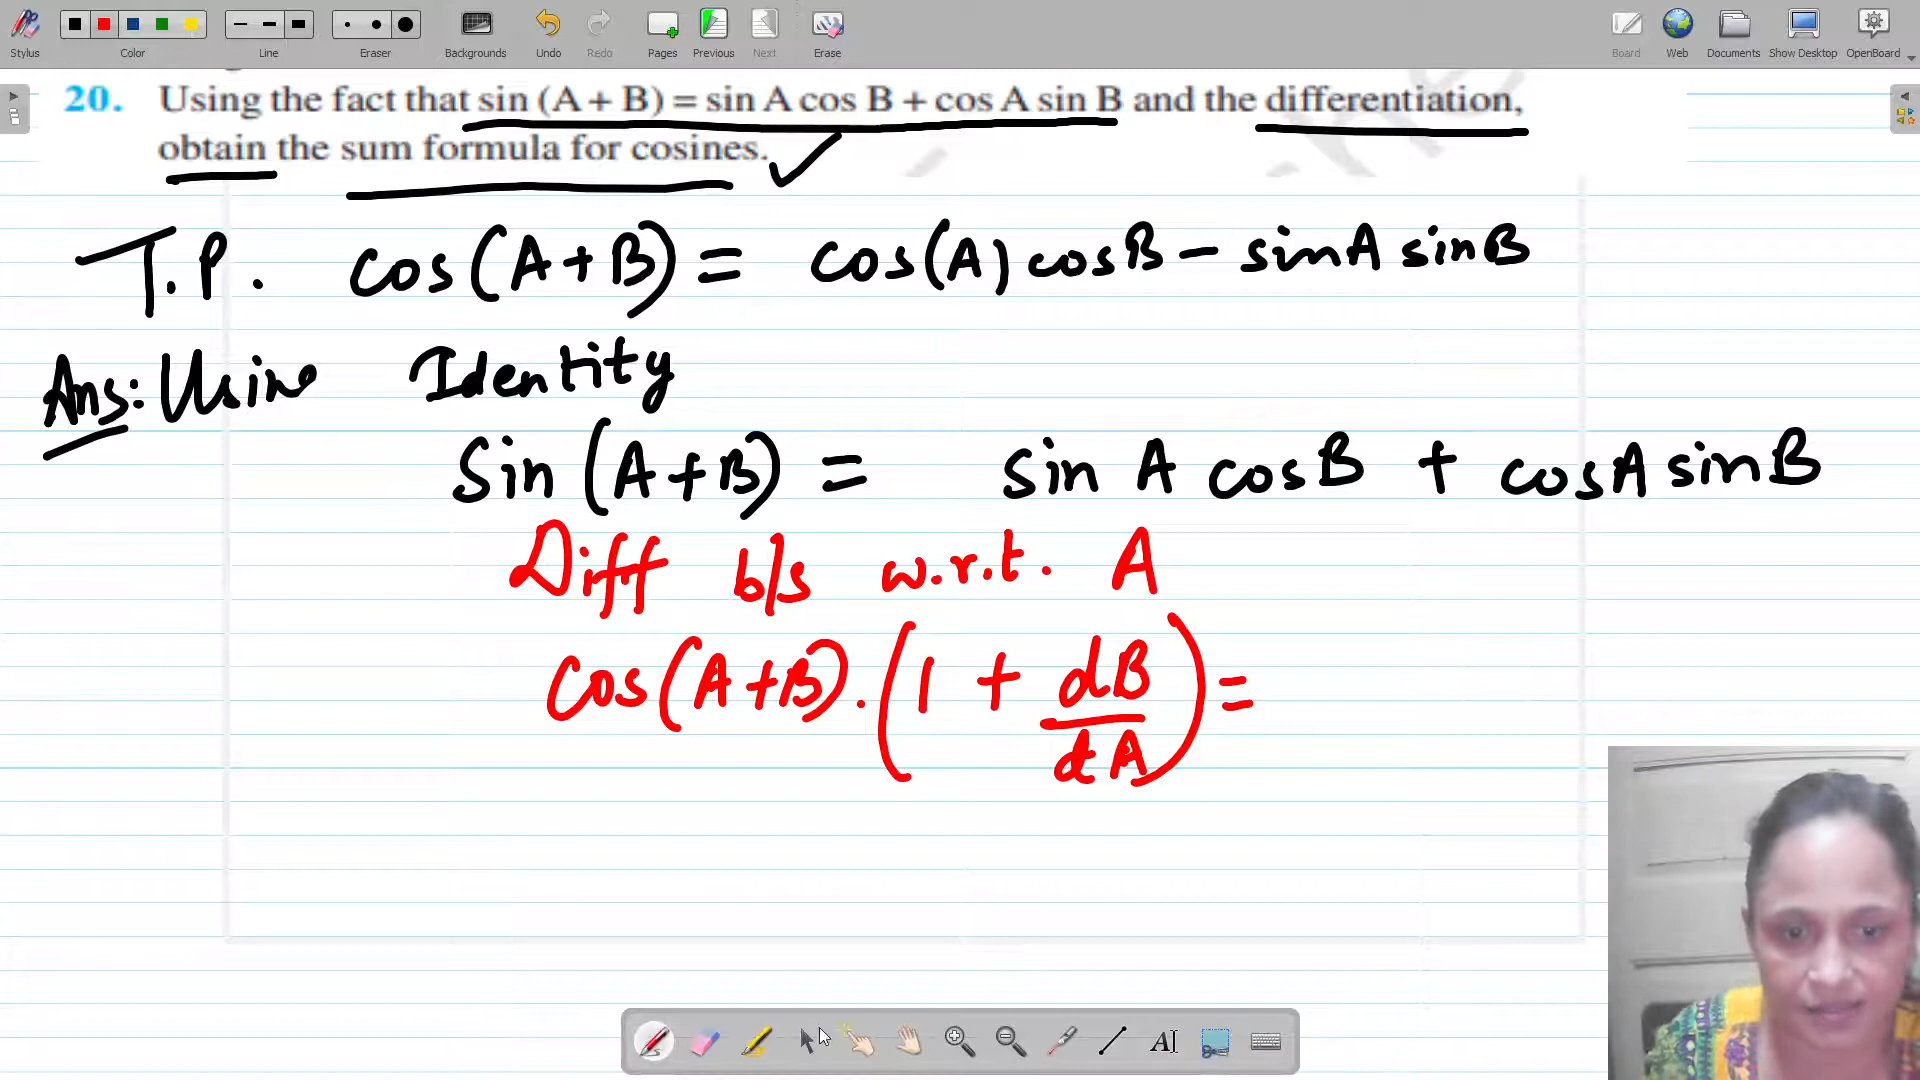 Stylus Color Line Eraser Backgrounds Undo Redo Pages Previous Next Erase Board Web Documents Show Desktop OpenBoard
20. Using the fact that sin (A + B) = sin A cos B + cos A sin B and the differentiation,
obtain the sum formula for cosines.
T.P. cos(A+B) = cos(A) cosB - sinA sinB
Ans: Using Identity
Sin (A+B) = sin A cosB + cosA sinB
Diff b/s w.r.t. A
cos(A+B).(1 + dB/dA) =